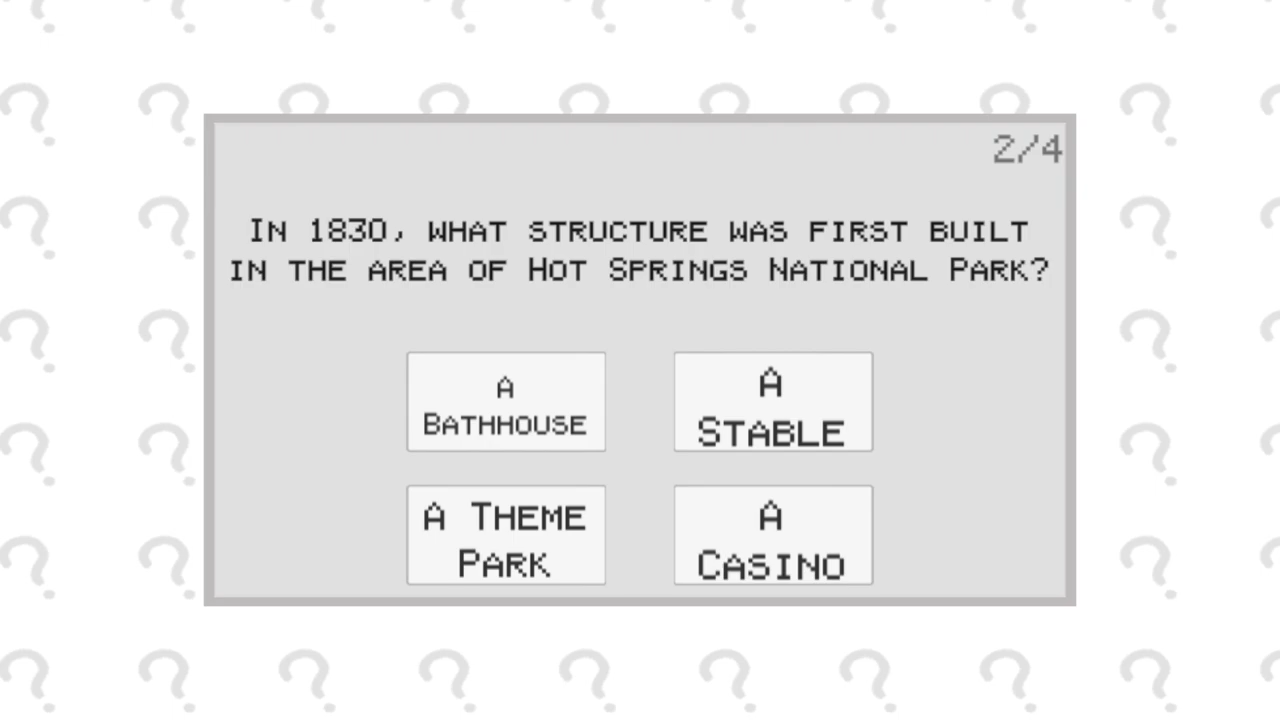 2/4
In 1830, what structure was first built
in the area of Hot Springs National Park?
A
Bathhouse
A
Stable
A Theme
Park
A
Casino